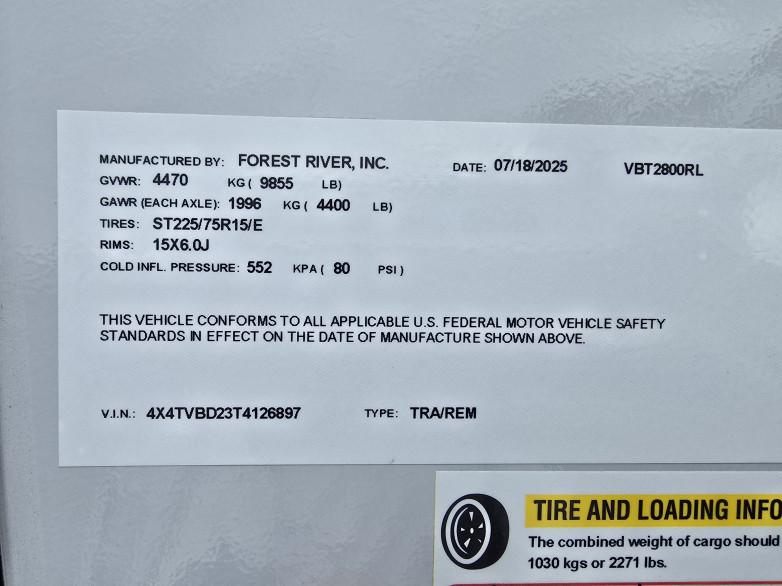 MANUFACTURED BY: FOREST RIVER, INC. DATE: 07/18/2025 VBT2800RL
GVWR: 4470 KG ( 9855 LB)
GAWR (EACH AXLE): 1996 KG ( 4400 LB)
TIRES: ST225/75R15/E
RIMS: 15X6.0J
COLD INFL. PRESSURE: 552 KPA ( 80 PSI )
THIS VEHICLE CONFORMS TO ALL APPLICABLE U.S. FEDERAL MOTOR VEHICLE SAFETY
STANDARDS IN EFFECT ON THE DATE OF MANUFACTURE SHOWN ABOVE.
V.I.N.: 4X4TVBD23T4126897 TYPE: TRA/REM
TIRE AND LOADING INFO
The combined weight of cargo should
1030 kgs or 2271 lbs.